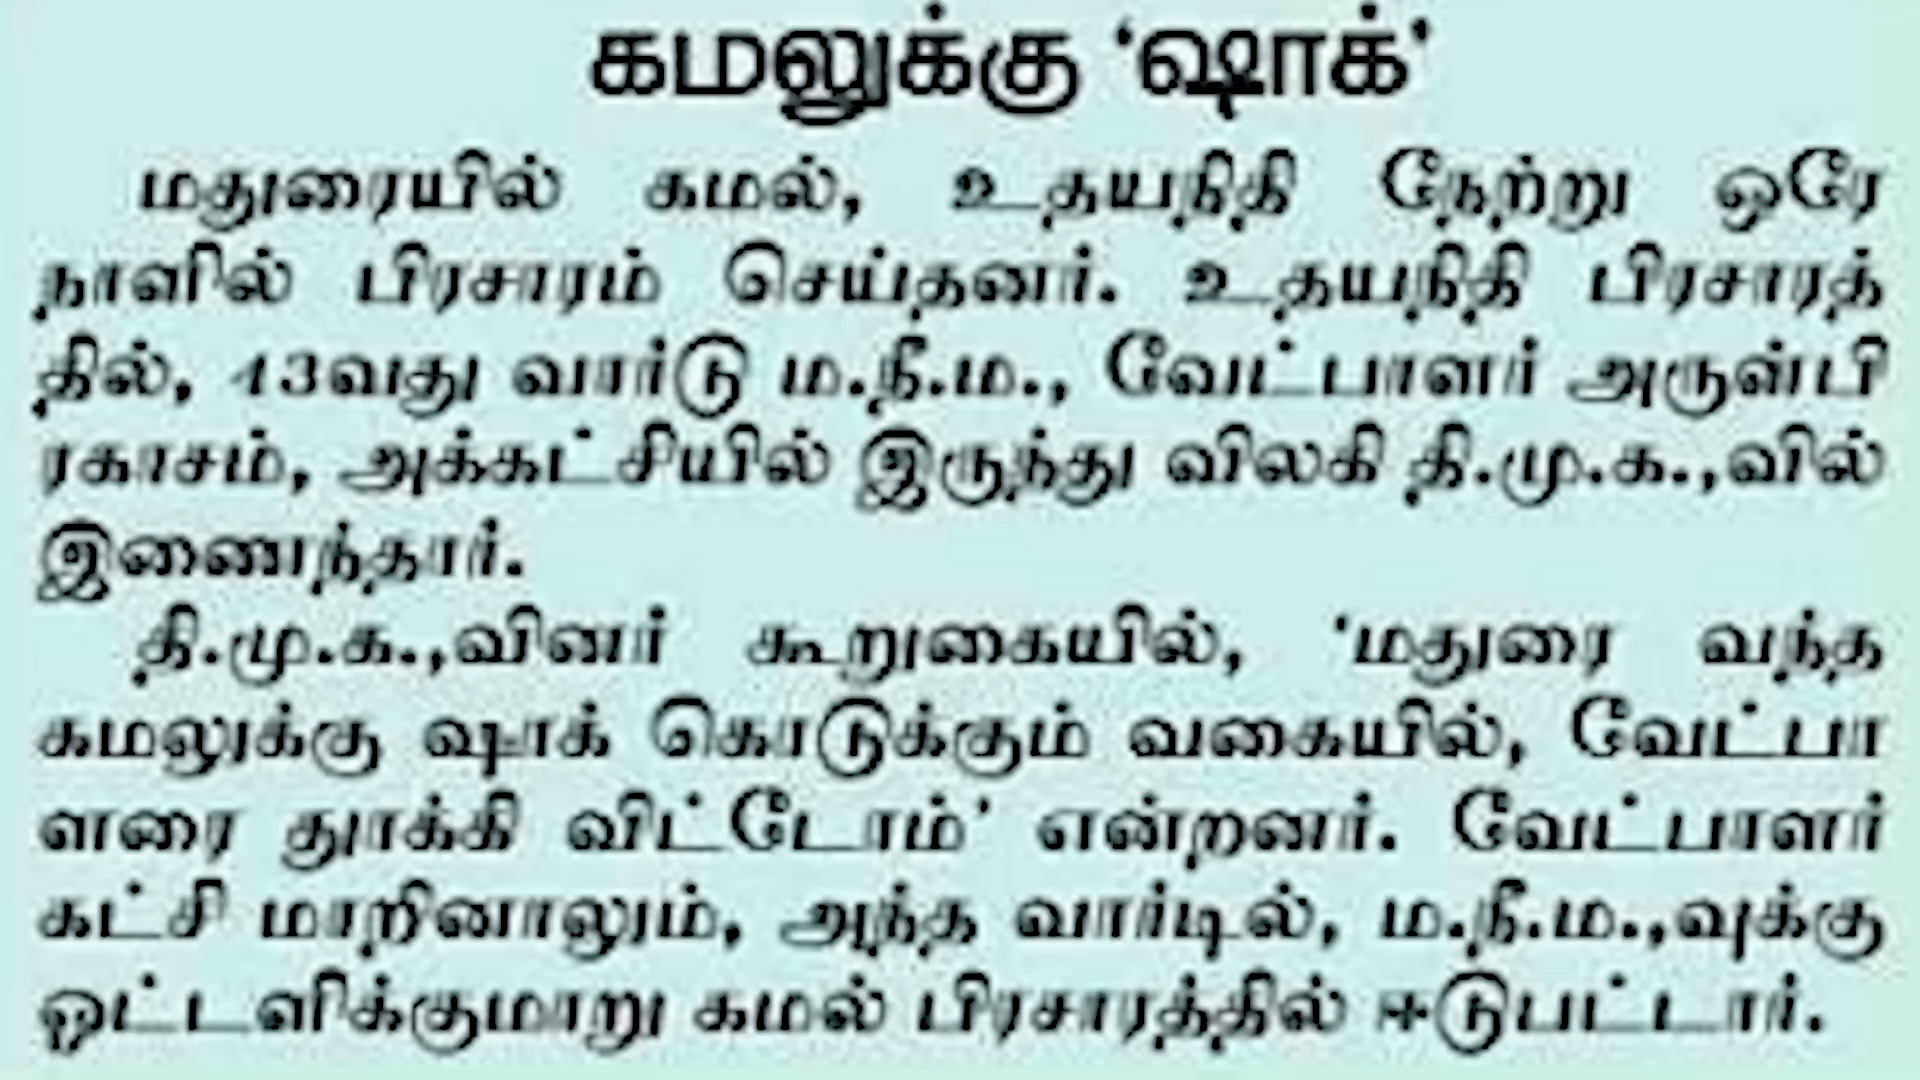 கமலுக்கு ‘ஷாக்’
மதுரையில் கமல், உதயநிதி நேற்று ஒரே
நாளில் பிரசாரம் செய்தனர். உதயநிதி பிரசாரத்
தில், 43வது வார்டு ம.நீ.ம., வேட்பாளர் அருள்பி
ரகாசம், அக்கட்சியில் இருந்து விலகி தி.மு.க.,வில்
இணைந்தார்.
தி.மு.க.,வினர் கூறுகையில், ‘மதுரை வந்த
கமலுக்கு ஷாக் கொடுக்கும் வகையில், வேட்பா
ளரை துாக்கி விட்டோம்’ என்றனர். வேட்பாளர்
கட்சி மாறினாலும், அந்த வார்டில், ம.நீ.ம.,வுக்கு
ஓட்டளிக்குமாறு கமல் பிரசாரத்தில் ஈடுபட்டார்.